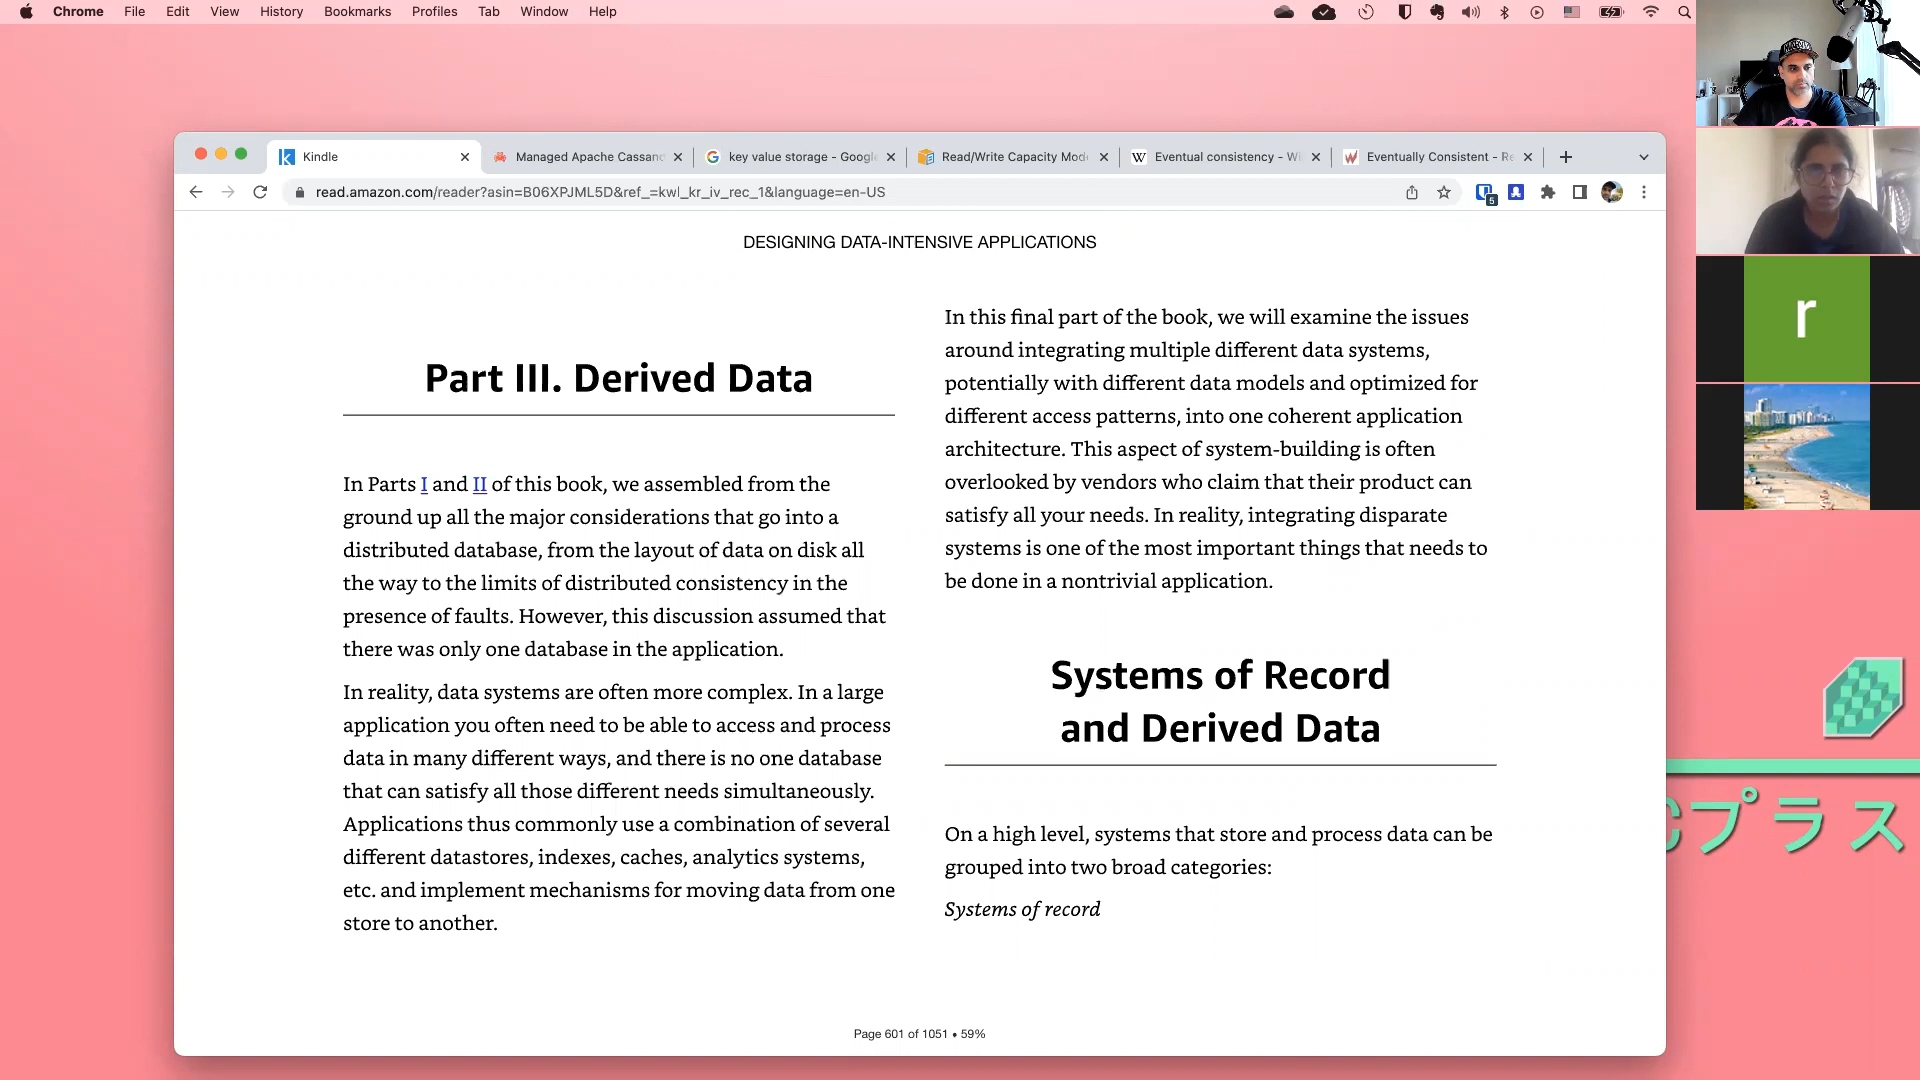 Chrome File Edit View History Bookmarks Profiles Tab Window Help
Kindle
Managed Apache Cassand
key value storage - Google
Read/Write Capacity Mode
Eventual consistency - Wi
Eventually Consistent - Re
read.amazon.com/reader?asin=B06XPJML5D&ref_=kwl_kr_iv_rec_1&language=en-US
5
DESIGNING DATA-INTENSIVE APPLICATIONS
Part III. Derived Data
In Parts I and II of this book, we assembled from the
ground up all the major considerations that go into a
distributed database, from the layout of data on disk all
the way to the limits of distributed consistency in the
presence of faults. However, this discussion assumed that
there was only one database in the application.
In reality, data systems are often more complex. In a large
application you often need to be able to access and process
data in many different ways, and there is no one database
that can satisfy all those different needs simultaneously.
Applications thus commonly use a combination of several
different datastores, indexes, caches, analytics systems,
etc. and implement mechanisms for moving data from one
store to another.
In this final part of the book, we will examine the issues
around integrating multiple different data systems,
potentially with different data models and optimized for
different access patterns, into one coherent application
architecture. This aspect of system-building is often
overlooked by vendors who claim that their product can
satisfy all your needs. In reality, integrating disparate
systems is one of the most important things that needs to
be done in a nontrivial application.
Systems of Record
and Derived Data
On a high level, systems that store and process data can be
grouped into two broad categories:
Systems of record
Page 601 of 1051 • 59%
r
プラス